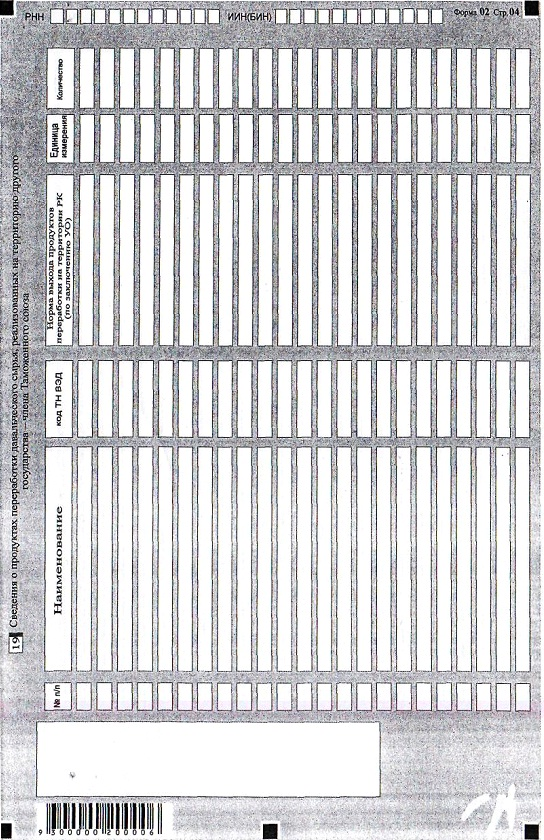 РНН ИИН(БИН) Форма 02 Стр. 04
19 Сведения о продуктах переработки давальческого сырья, реализованных на территорию другого
государства – члена Таможенного союза
№ п/п
Наименование
код ТН ВЭД
Норма выхода продуктов
переработки на территории РК
(по заключению УО)
Единица
измерения
Количество
9 300000 200006